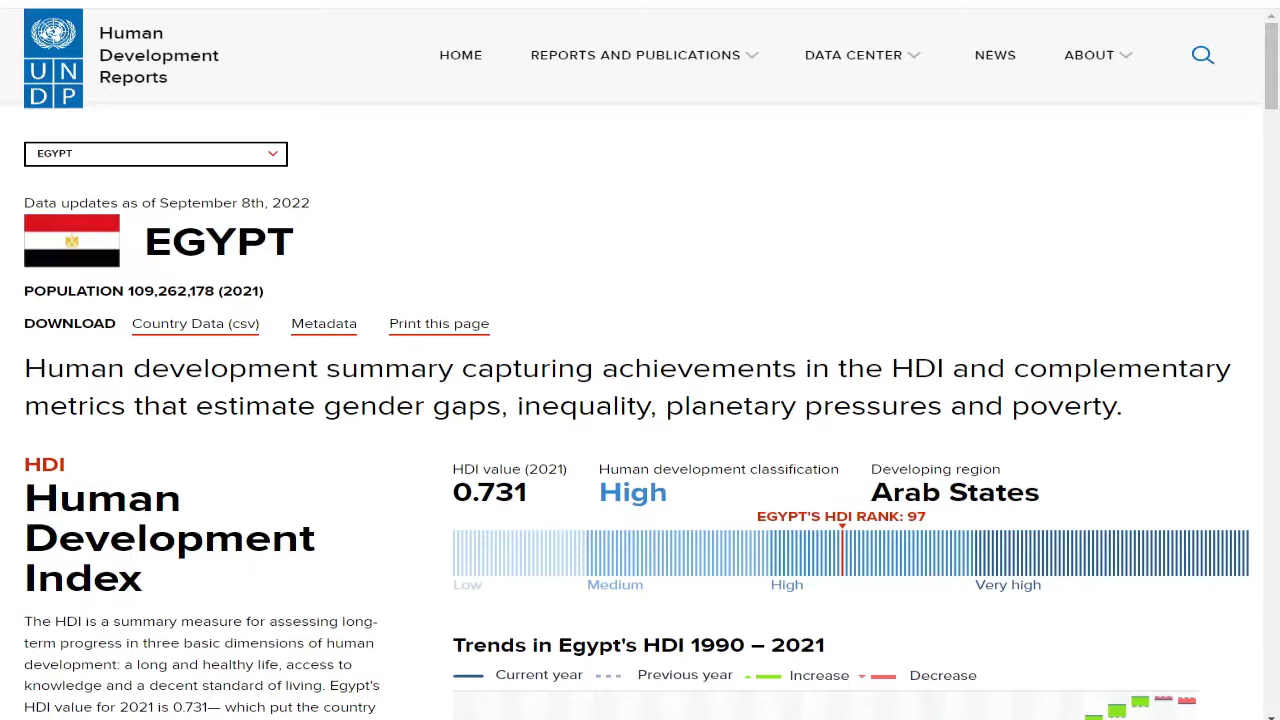 Human
Development
Reports
UN
DP
HOME
REPORTS AND PUBLICATIONS
DATA CENTER
NEWS
ABOUT
EGYPT
Data updates as of September 8th, 2022
EGYPT
POPULATION 109,262,178 (2021)
DOWNLOAD Country Data (csv) Metadata Print this page
Human development summary capturing achievements in the HDI and complementary
metrics that estimate gender gaps, inequality, planetary pressures and poverty.
HDI
Human
Development
Index
The HDI is a summary measure for assessing long-
term progress in three basic dimensions of human
development: a long and healthy life, access to
knowledge and a decent standard of living. Egypt's
HDI value for 2021 is 0.731— which put the country
HDI value (2021)
0.731
Human development classification
High
Developing region
Arab States
EGYPT'S HDI RANK: 97
Low
Medium
High
Very high
Trends in Egypt's HDI 1990 – 2021
Current year
Previous year
Increase
Decrease